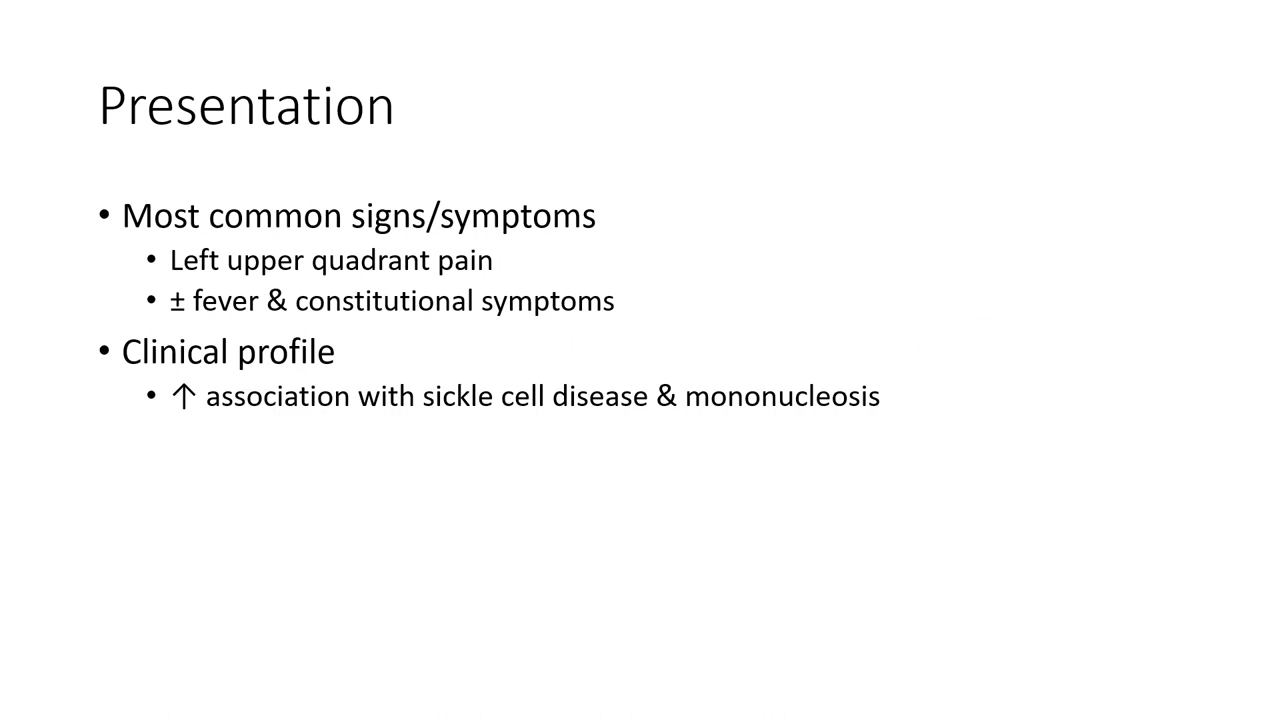 Presentation
• Most common signs/symptoms
• Left upper quadrant pain
• ± fever & constitutional symptoms
• Clinical profile
• ↑ association with sickle cell disease & mononucleosis